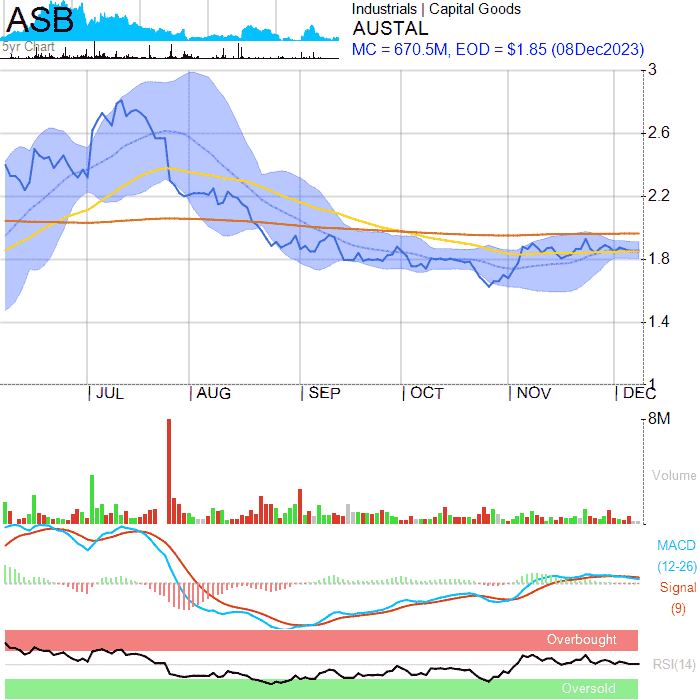 ASB
5yr Chart
Industrials | Capital Goods
AUSTAL
MC = 670.5M, EOD = $1.85 (08Dec2023)
3
2.6
2.2
1.8
1.4
1
JUL AUG SEP OCT NOV DEC
8M
Volume
MACD
(12-26)
Signal
(9)
Overbought
RSI(14)
Oversold